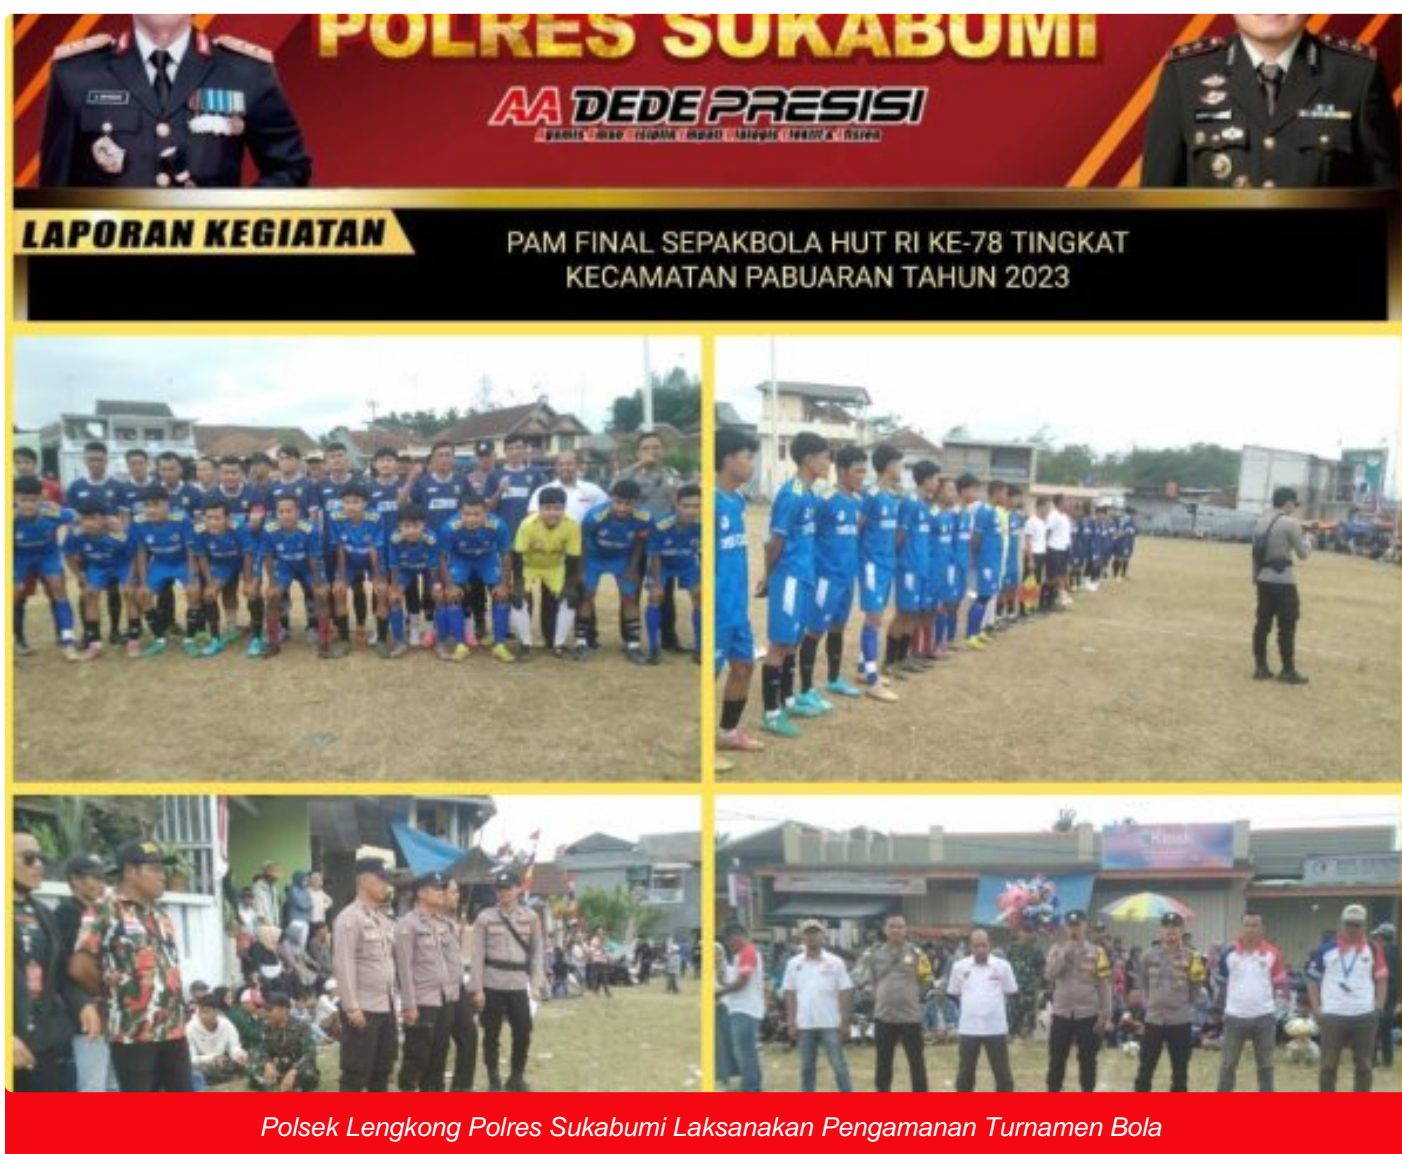 POLRES SUKABUMI
AA DEDE PRESISI
LAPORAN KEGIATAN
PAM FINAL SEPAKBOLA HUT RI KE-78 TINGKAT
KECAMATAN PABUARAN TAHUN 2023
Polsek Lengkong Polres Sukabumi Laksanakan Pengamanan Turnamen Bola